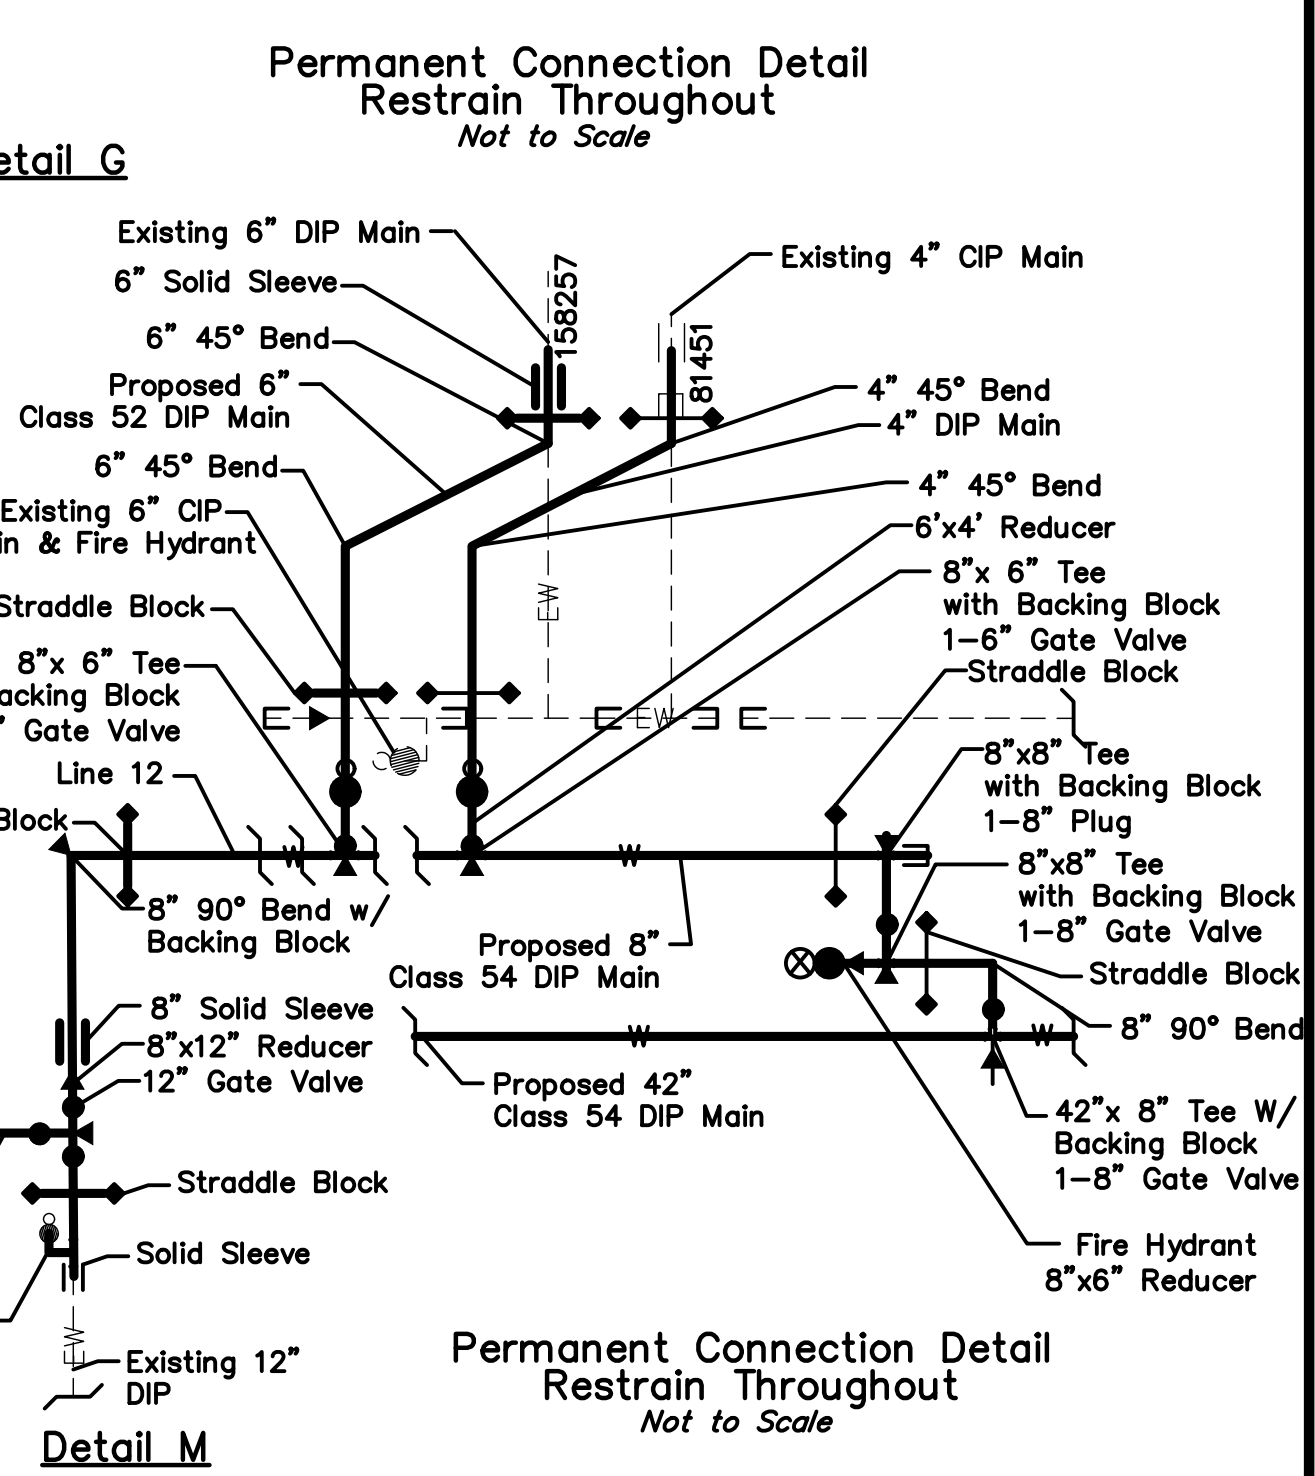 Permanent Connection Detail
Restrain Throughout
Not to Scale
etail G
Existing 6” DIP Main
6” Solid Sleeve
6” 45° Bend
Proposed 6”
Class 52 DIP Main
6” 45° Bend
Existing 6” CIP
in & Fire Hydrant
Straddle Block
8”x 6” Tee
acking Block
” Gate Valve
Line 12
Block
158257
81451
Existing 4” CIP Main
4” 45° Bend
4” DIP Main
4” 45° Bend
6’x4’ Reducer
8”x 6” Tee
with Backing Block
1–6” Gate Valve
Straddle Block
8”x8” Tee
with Backing Block
1–8” Plug
8”x8” Tee
with Backing Block
1–8” Gate Valve
Straddle Block
8” 90° Bend
42”x 8” Tee W/
Backing Block
1–8” Gate Valve
Fire Hydrant
8”x6” Reducer
EW
EW
W
W
8” 90° Bend w/
Backing Block
Proposed 8”
Class 54 DIP Main
W
W
Proposed 42”
Class 54 DIP Main
8” Solid Sleeve
8”x12” Reducer
12” Gate Valve
Straddle Block
Solid Sleeve
EW
Existing 12”
DIP
Detail M
Permanent Connection Detail
Restrain Throughout
Not to Scale